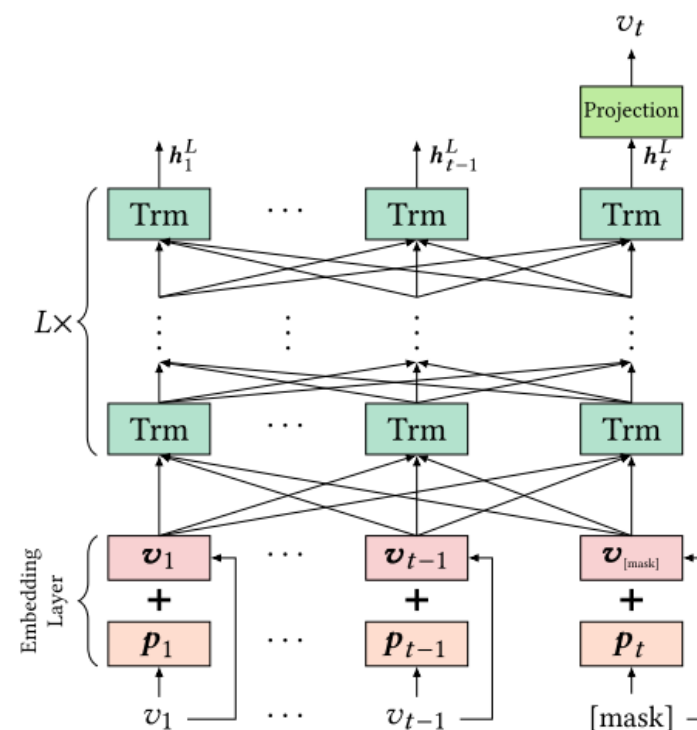 v_t
Projection
h_1^L h_{t-1}^L h_t^L
Trm ··· Trm Trm
L×
Trm ··· Trm Trm
Embedding Layer
v_1 ··· v_{t-1} v_[mask]
+ + +
p_1 ··· p_{t-1} p_t
v_1 ··· v_{t-1} [mask]